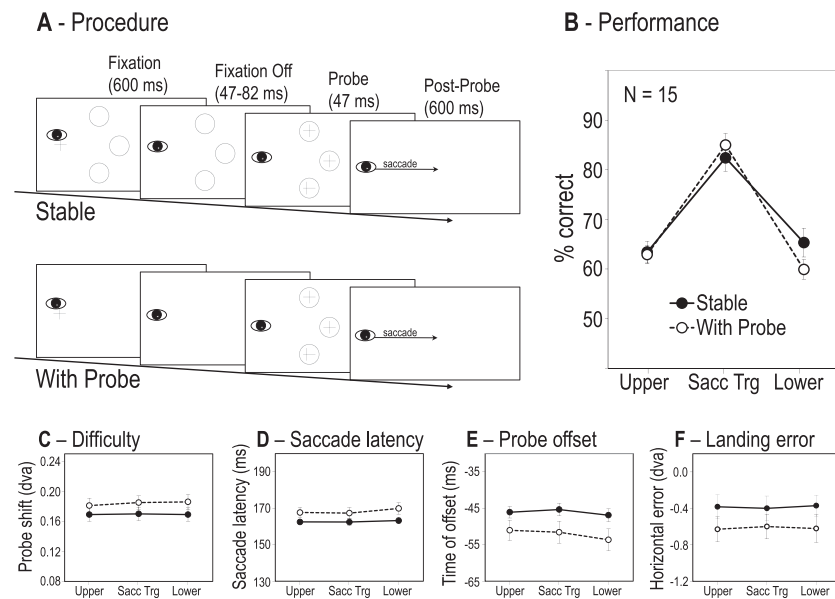 A - Procedure
Fixation
(600 ms)
Fixation Off
(47-82 ms)
Probe
(47 ms)
Post-Probe
(600 ms)
saccade
Stable
saccade
With Probe
B – Performance
N = 15
% correct
90
80
70
60
50
Stable
With Probe
Upper Sacc Trg Lower
C – Difficulty
Probe shift (dva)
0.24
0.20
0.16
0.12
0.08
Upper Sacc Trg Lower
D – Saccade latency
Saccade latency (ms)
190
170
150
130
Upper Sacc Trg Lower
E – Probe offset
Time of offset (ms)
-35
-45
-55
-65
Upper Sacc Trg Lower
F – Landing error
Horizontal error (dva)
0.0
-0.4
-0.8
-1.2
Upper Sacc Trg Lower